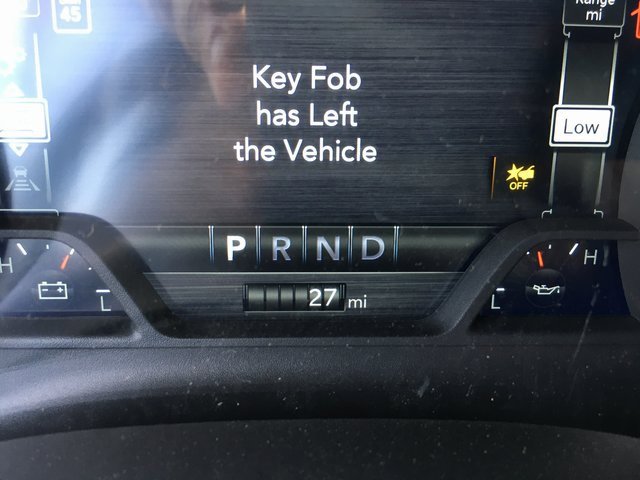 45
Range
mi
Key Fob
has Left
the Vehicle
Low
OFF
P R N D
H
L
H
L
27 mi